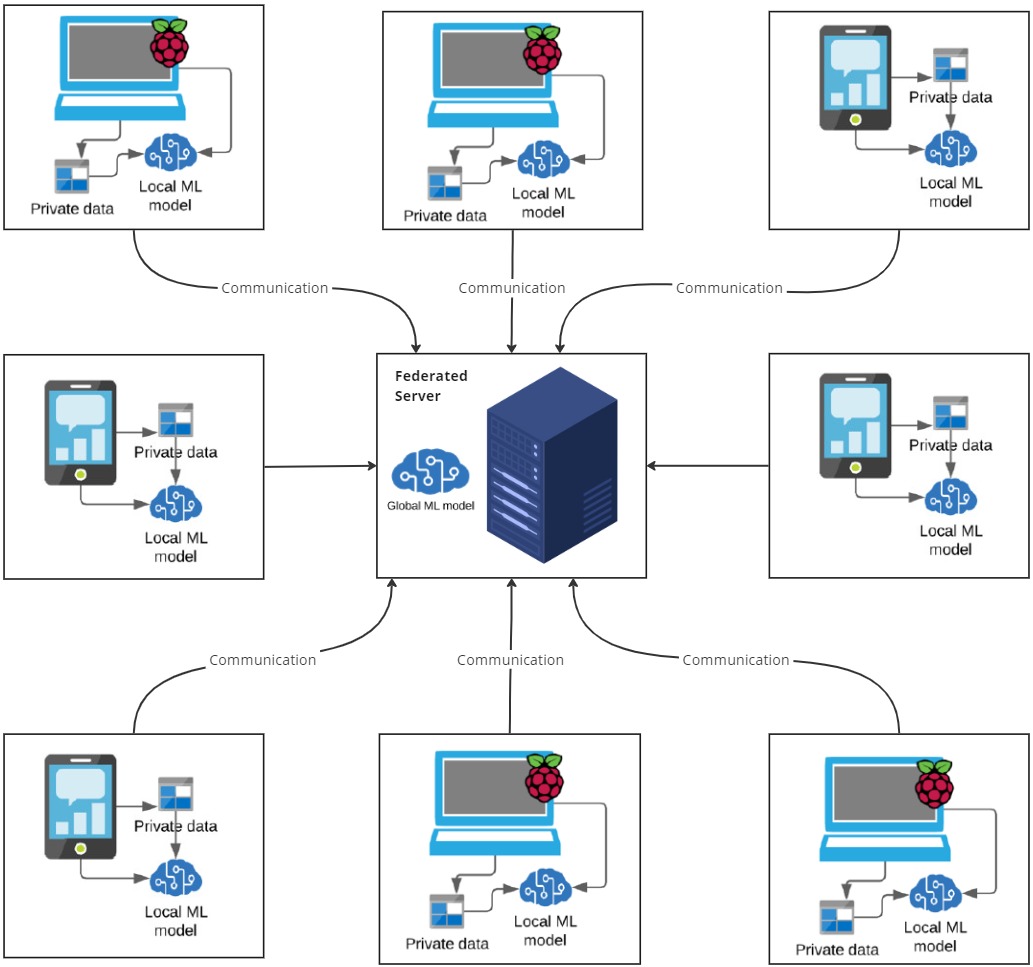 Local ML
model
Private data
Local ML
model
Private data
Private data
Local ML
model
Communication
Communication
Communication
Private data
Local ML
model
Federated
Server
Global ML model
Private data
Local ML
model
Communication
Communication
Communication
Private data
Local ML
model
Local ML
model
Private data
Local ML
model
Private data